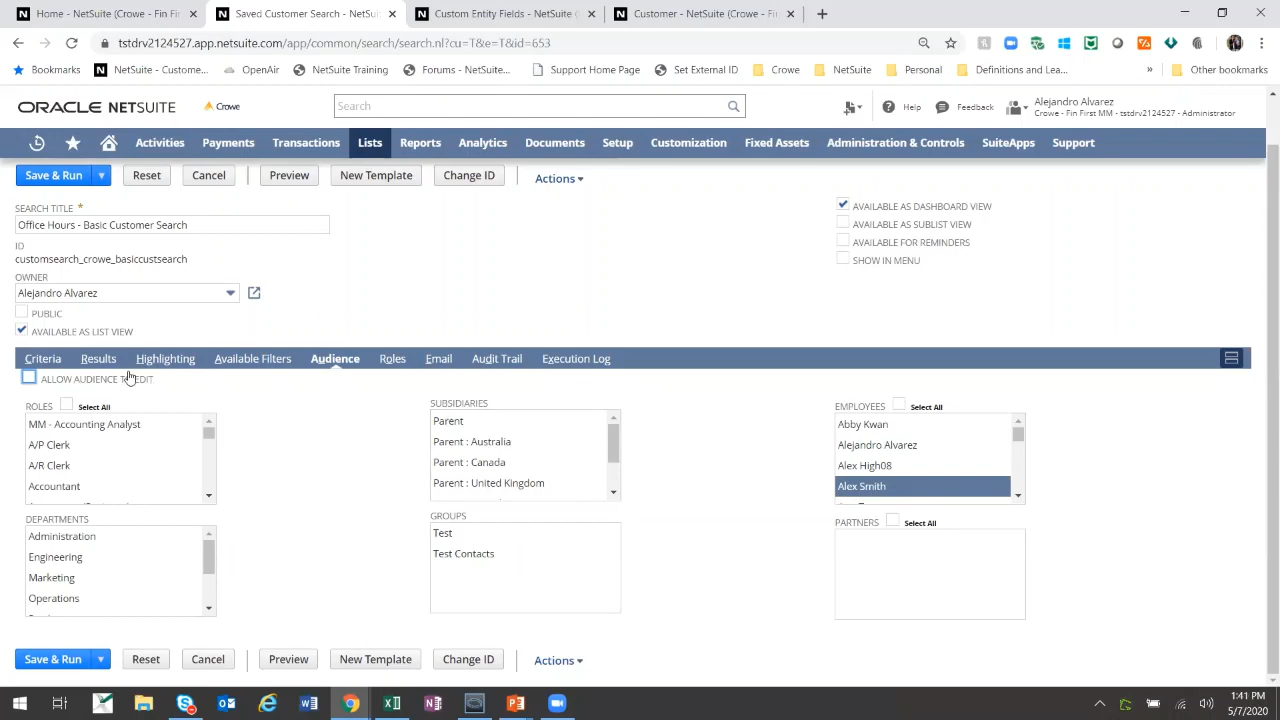 Home - NetSuite (Crowe - Fin Firs
Saved Customer Search - NetSui
Custom Entity Fields - NetSuite (
Customer - NetSuite (Crowe - Fi
tstdrv2124527.app.netsuite.com/app/common/search/search.nl?cu=T&e=T&id=653
Bookmarks
NetSuite - Custome...
OpenAir
NetSuite Training
Forums - NetSuite...
Support Home Page
Set External ID
Crowe
NetSuite
Personal
Definitions and Lea...
»
Other bookmarks
ORACLE NETSUITE
Crowe
Search
Help
Feedback
Alejandro Alvarez
Crowe - Fin First MM - tstdrv2124527 - Administrator
Activities
Payments
Transactions
Lists
Reports
Analytics
Documents
Setup
Customization
Fixed Assets
Administration & Controls
SuiteApps
Support
Save & Run
Reset
Cancel
Preview
New Template
Change ID
Actions
SEARCH TITLE *
Office Hours - Basic Customer Search
ID
customsearch_crowe_basiccustsearch
OWNER
Alejandro Alvarez
PUBLIC
AVAILABLE AS LIST VIEW
AVAILABLE AS DASHBOARD VIEW
AVAILABLE AS SUBLIST VIEW
AVAILABLE FOR REMINDERS
SHOW IN MENU
Criteria
Results
Highlighting
Available Filters
Audience
Roles
Email
Audit Trail
Execution Log
ALLOW AUDIENCE TO EDIT
ROLES
Select All
MM - Accounting Analyst
A/P Clerk
A/R Clerk
Accountant
SUBSIDIARIES
Parent
Parent : Australia
Parent : Canada
Parent : United Kingdom
EMPLOYEES
Select All
Abby Kwan
Alejandro Alvarez
Alex High08
Alex Smith
DEPARTMENTS
Administration
Engineering
Marketing
Operations
GROUPS
Test
Test Contacts
PARTNERS
Select All
Save & Run
Reset
Cancel
Preview
New Template
Change ID
Actions
1:41 PM
5/7/2020